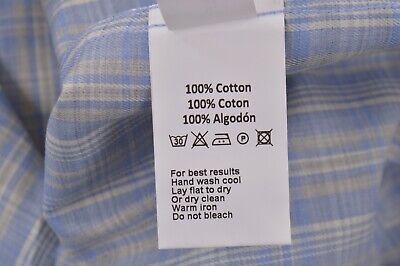 100% Cotton
100% Coton
100% Algodón
30 P
For best results
Hand wash cool
Lay flat to dry
Or dry clean
Warm iron
Do not bleach